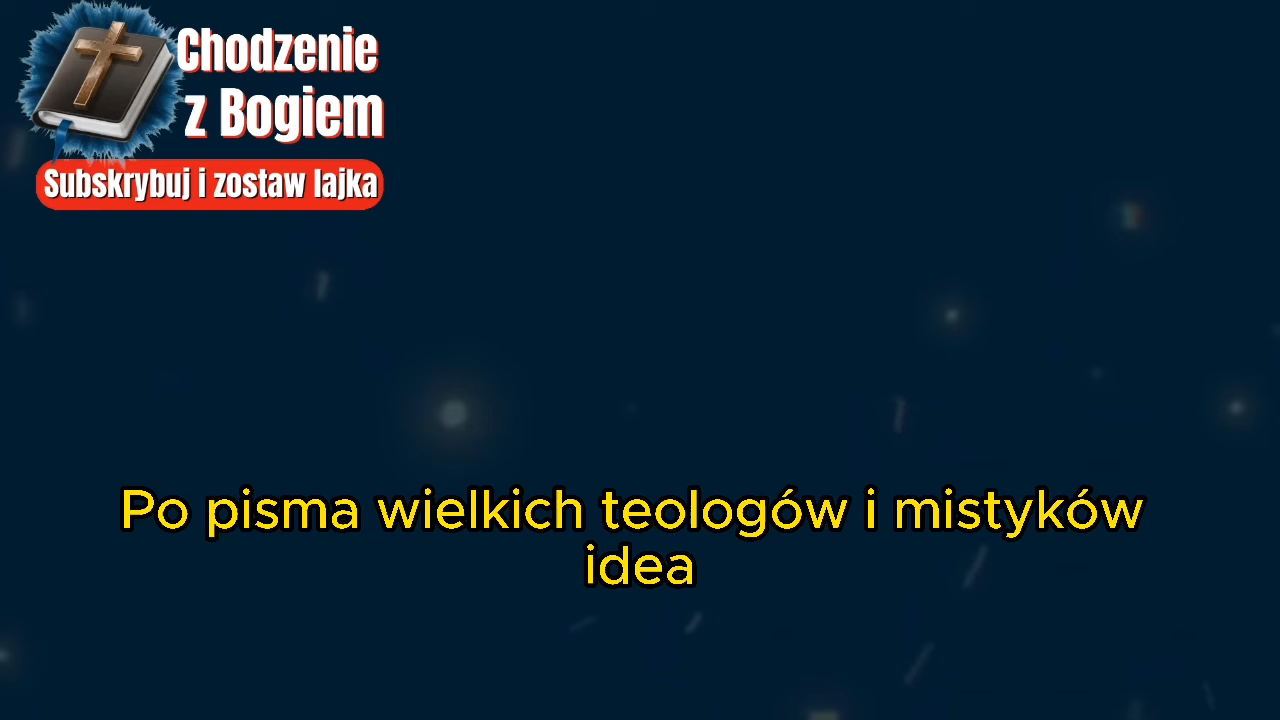 Chodzenie
z Bogiem
Subskrybuj i zostaw lajka
Po pisma wielkich teologów i mistyków
idea